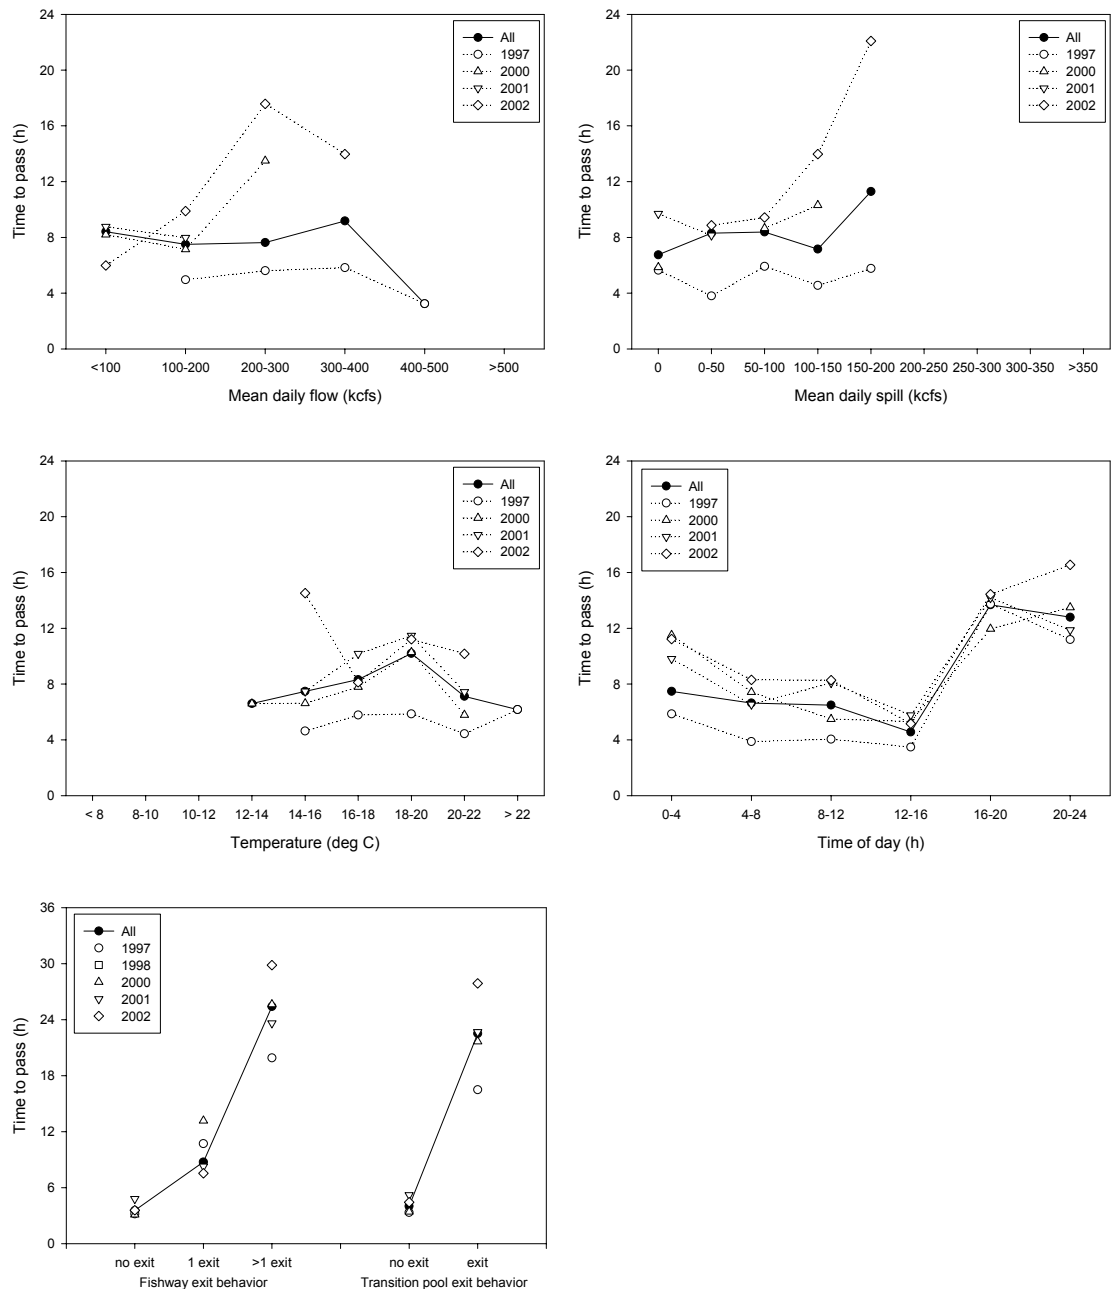 Time to pass (h)
24
20
16
12
8
4
0
All
1997
2000
2001
2002
<100 100-200 200-300 300-400 400-500 >500
Mean daily flow (kcfs)
Time to pass (h)
24
20
16
12
8
4
0
All
1997
2000
2001
2002
0 0-50 50-100 100-150 150-200 200-250 250-300 300-350 >350
Mean daily spill (kcfs)
Time to pass (h)
24
20
16
12
8
4
0
All
1997
2000
2001
2002
< 8 8-10 10-12 12-14 14-16 16-18 18-20 20-22 > 22
Temperature (deg C)
Time to pass (h)
24
20
16
12
8
4
0
All
1997
2000
2001
2002
0-4 4-8 8-12 12-16 16-20 20-24
Time of day (h)
Time to pass (h)
36
30
24
18
12
6
0
All
1997
1998
2000
2001
2002
no exit 1 exit >1 exit no exit exit
Fishway exit behavior Transition pool exit behavior